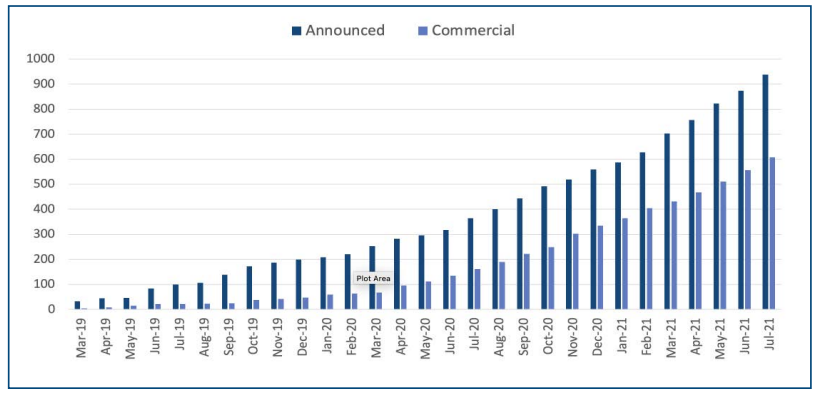 Announced Commercial
1000
900
800
700
600
500
400
300
200
100
0
Plot Area
Mar-19
Apr-19
May-19
Jun-19
Jul-19
Aug-19
Sep-19
Oct-19
Nov-19
Dec-19
Jan-20
Feb-20
Mar-20
Apr-20
May-20
Jun-20
Jul-20
Aug-20
Sep-20
Oct-20
Nov-20
Dec-20
Jan-21
Feb-21
Mar-21
Apr-21
May-21
Jun-21
Jul-21